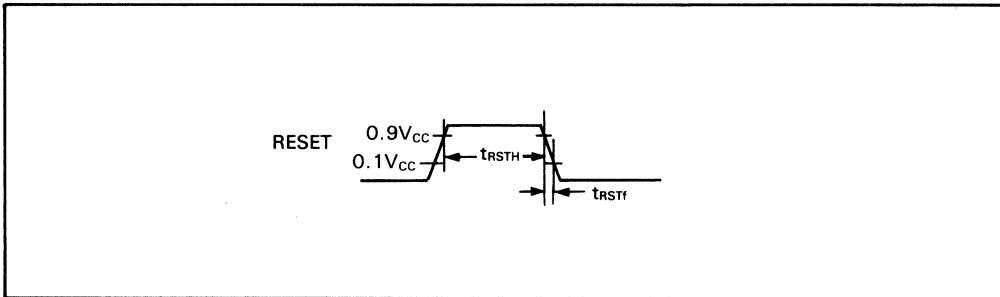 RESET
0.9Vcc
0.1Vcc
tRSTH
tRSTf